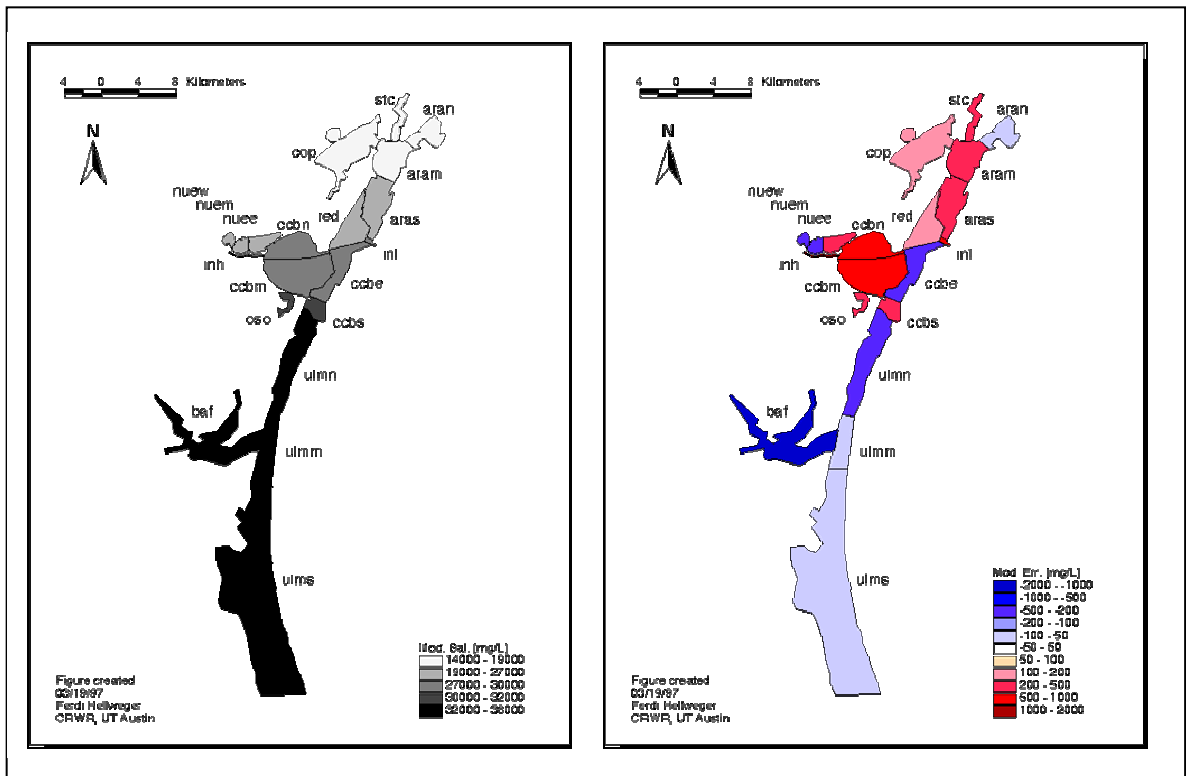 4 0 4 8 Kilometers
N
stc
aran
cop
aram
nuew
nuem
nuee
red
aras
ccbn
inl
inh
ccbm
ccbe
oso
ccbs
ulmn
baf
ulmm
ulms
Mod. Sal. [mg/L]
14000 - 19000
19000 - 27000
27000 - 30000
30000 - 32000
32000 - 36000
Figure created
03/19/97
Ferdi Hellweger
CRWR, UT Austin
4 0 4 8 Kilometers
N
stc
aran
cop
aram
nuew
nuem
nuee
red
aras
ccbn
inl
inh
ccbm
ccbe
oso
ccbs
ulmn
baf
ulmm
ulms
Mod. Err. [mg/L]
-2000 - -1000
-1000 - -500
-500 - -200
-200 - -100
-100 - -50
-50 - 50
50 - 100
100 - 200
200 - 500
500 - 1000
1000 - 2000
Figure created
03/19/97
Ferdi Hellweger
CRWR, UT Austin